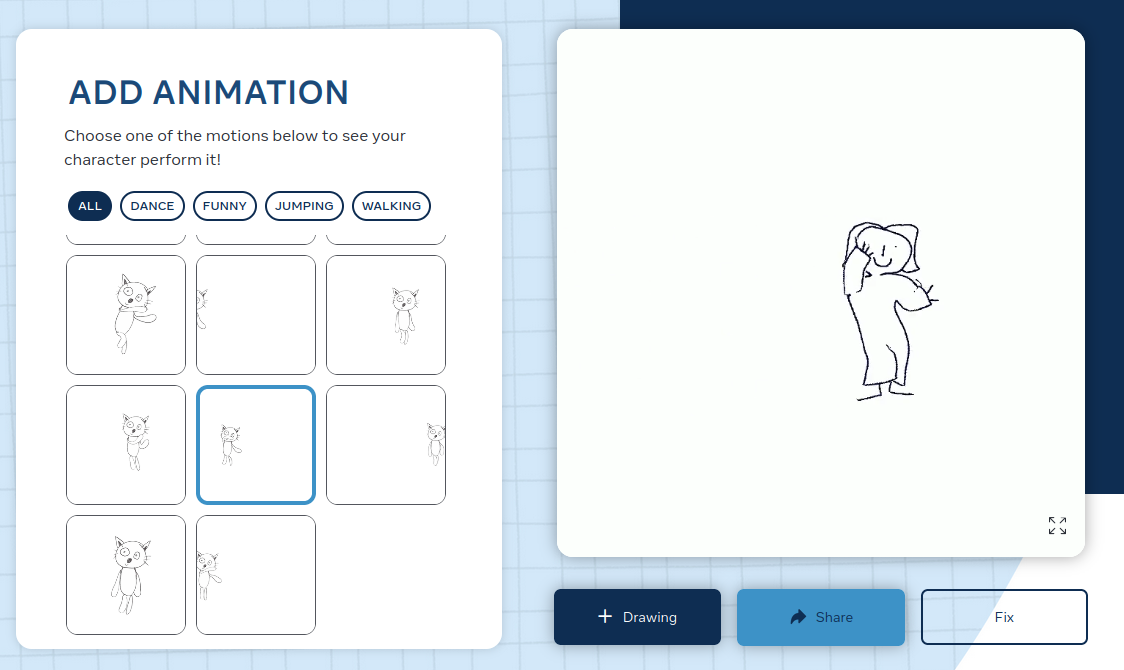 ADD ANIMATION
Choose one of the motions below to see your
character perform it!
ALL DANCE FUNNY JUMPING WALKING
Drawing Share Fix